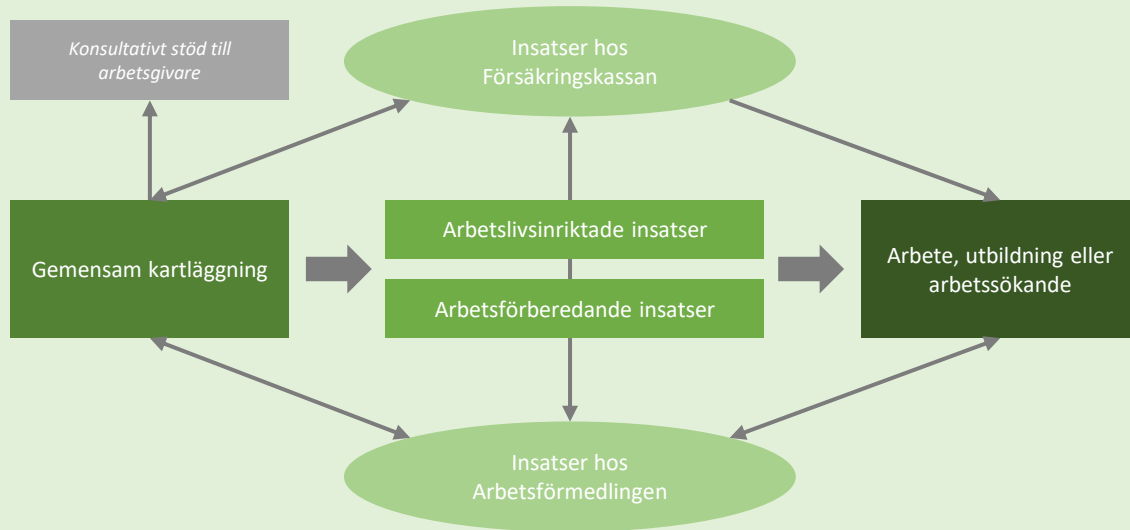 Konsultativt stöd till
arbetsgivare
Insatser hos
Försäkringskassan
Gemensam kartläggning
Arbetslivsinriktade insatser
Arbetsförberedande insatser
Arbete, utbildning eller
arbetssökande
Insatser hos
Arbetsförmedlingen